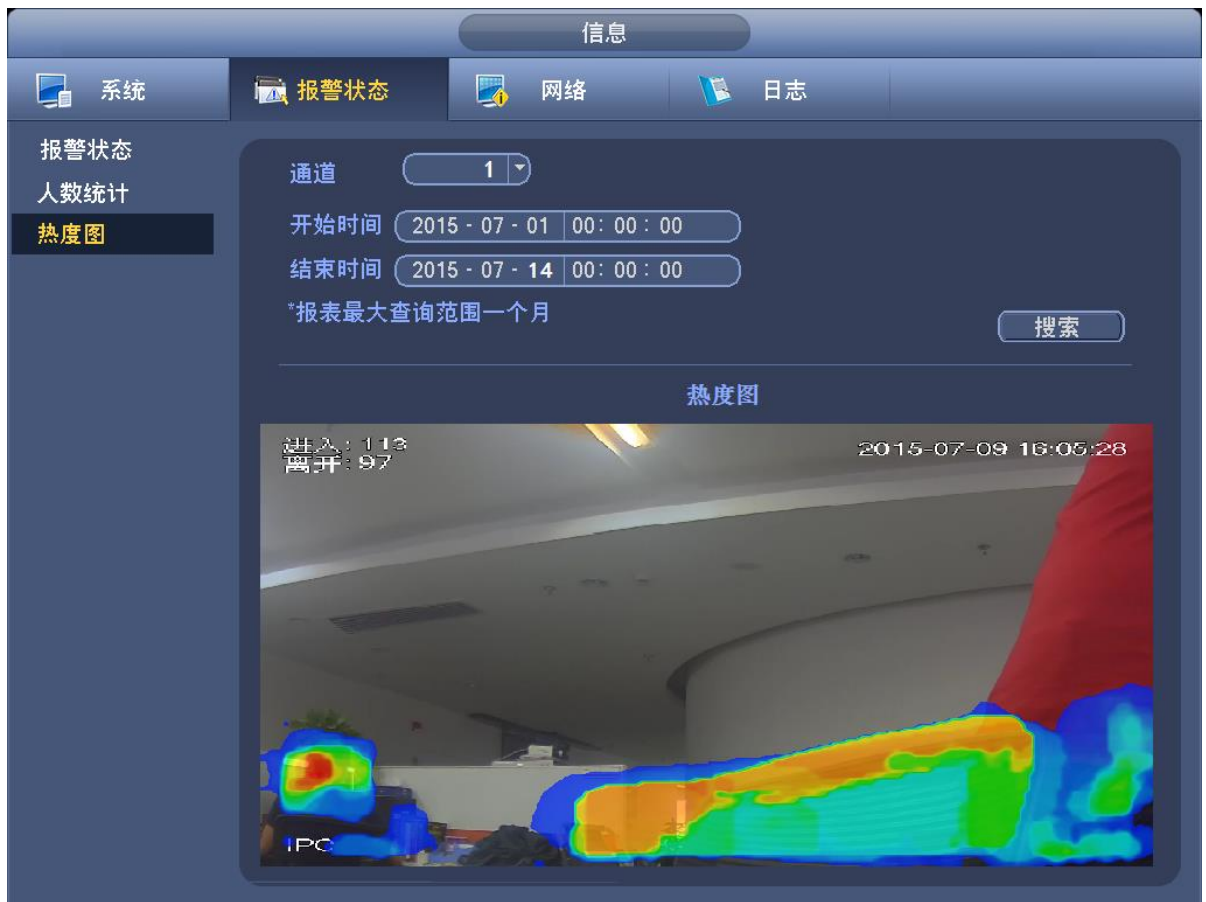 信息
系统 报警状态 网络 日志
报警状态
人数统计
热度图
通道 1
开始时间 2015 - 07 - 01 00 : 00 : 00
结束时间 2015 - 07 - 14 00 : 00 : 00
*报表最大查询范围一个月
搜索
热度图
进入: 113
离开: 97
2015-07-09 16:05:28
IPC